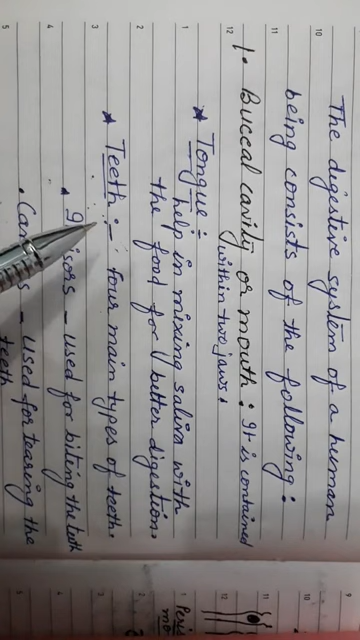 The digestive system of a human
being consists of the following:
1. Buccal cavity or mouth: It is contained
within two jaws.
★ Tongue :- help in mixing saliva with
the food for better digestion.
★ Teeth :- Four main types of teeth.
sors - used for biting the teeth
• Can s - used for tearing the
teeth